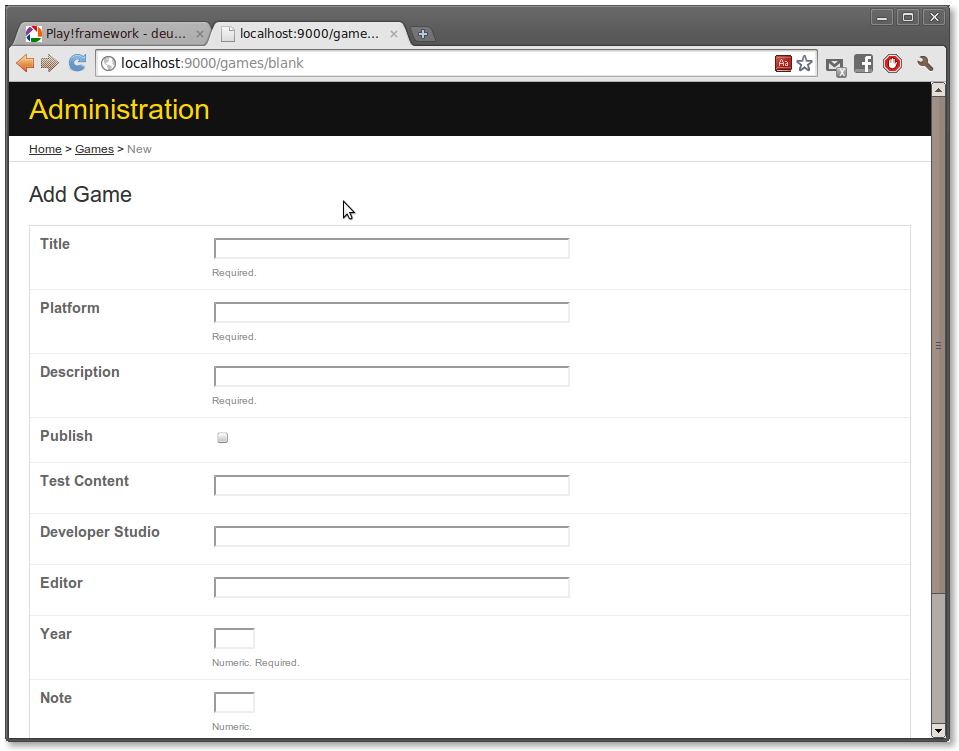 Play!framework - deu...
localhost:9000/game...
localhost:9000/games/blank
Aa
Administration
Home > Games > New
Add Game
Title
Required.
Platform
Required.
Description
Required.
Publish
Test Content
Developer Studio
Editor
Year
Numeric. Required.
Note
Numeric.